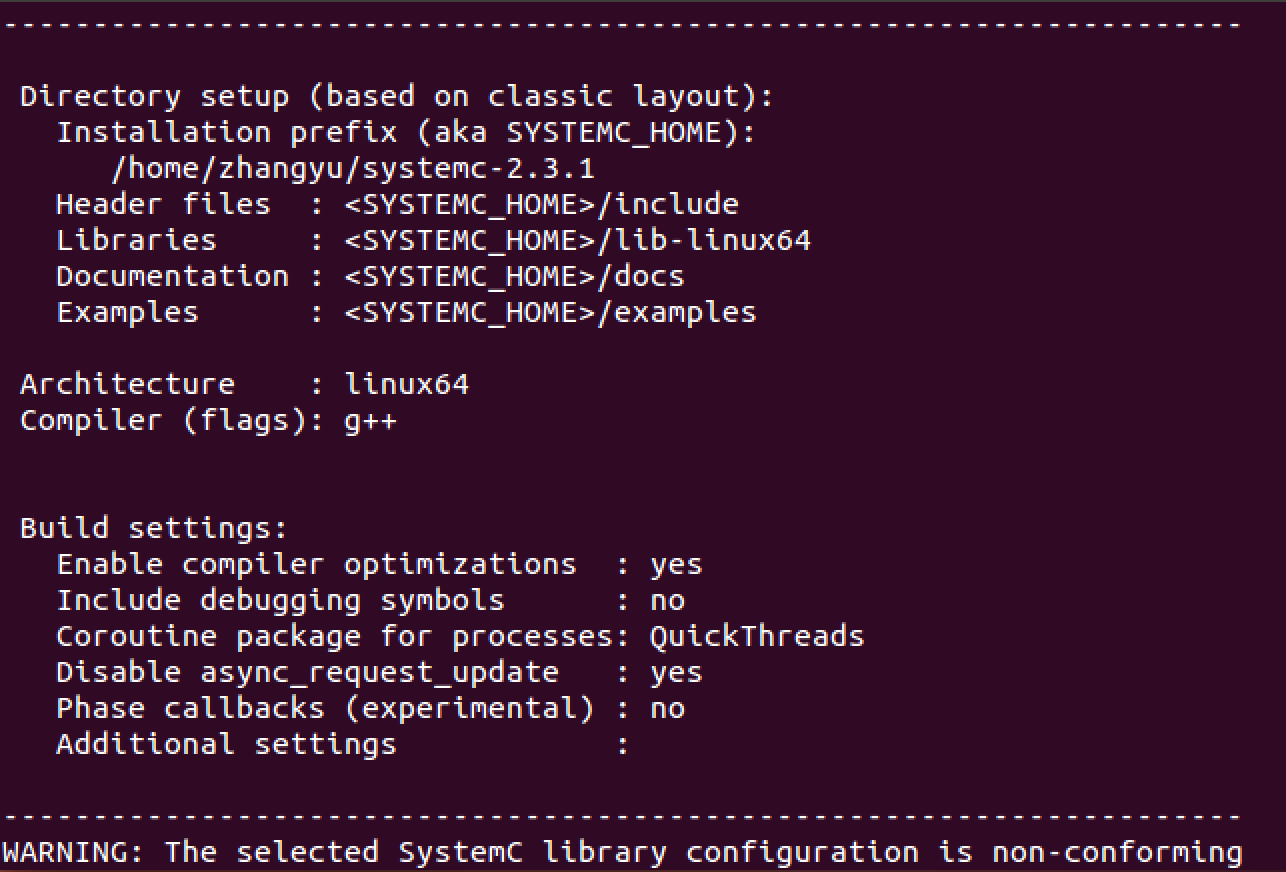 ---------------------------------------------------------------------
Directory setup (based on classic layout):
Installation prefix (aka SYSTEMC_HOME):
/home/zhangyu/systemc-2.3.1
Header files  : <SYSTEMC_HOME>/include
Libraries     : <SYSTEMC_HOME>/lib-linux64
Documentation : <SYSTEMC_HOME>/docs
Examples      : <SYSTEMC_HOME>/examples
Architecture    : linux64
Compiler (flags): g++
Build settings:
Enable compiler optimizations  : yes
Include debugging symbols      : no
Coroutine package for processes: QuickThreads
Disable async_request_update   : yes
Phase callbacks (experimental) : no
Additional settings            :
---------------------------------------------------------------------
WARNING: The selected SystemC library configuration is non-conforming